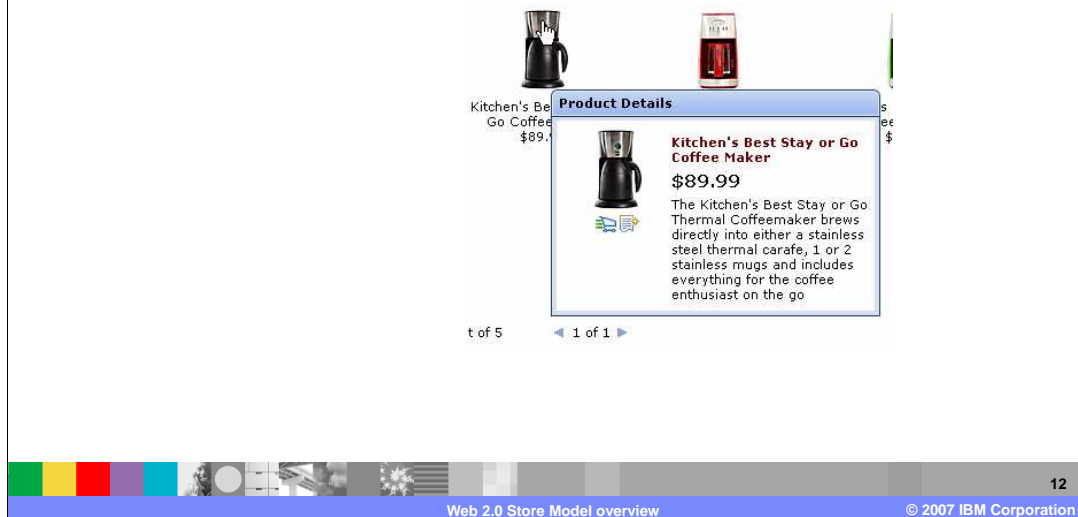 Kitchen's Be
Go Coffee
$89.9
s
ee
$
Product Details
Kitchen's Best Stay or Go
Coffee Maker
$89.99
The Kitchen's Best Stay or Go
Thermal Coffeemaker brews
directly into either a stainless
steel thermal carafe, 1 or 2
stainless mugs and includes
everything for the coffee
enthusiast on the go
t of 5
1 of 1
12
Web 2.0 Store Model overview
© 2007 IBM Corporation